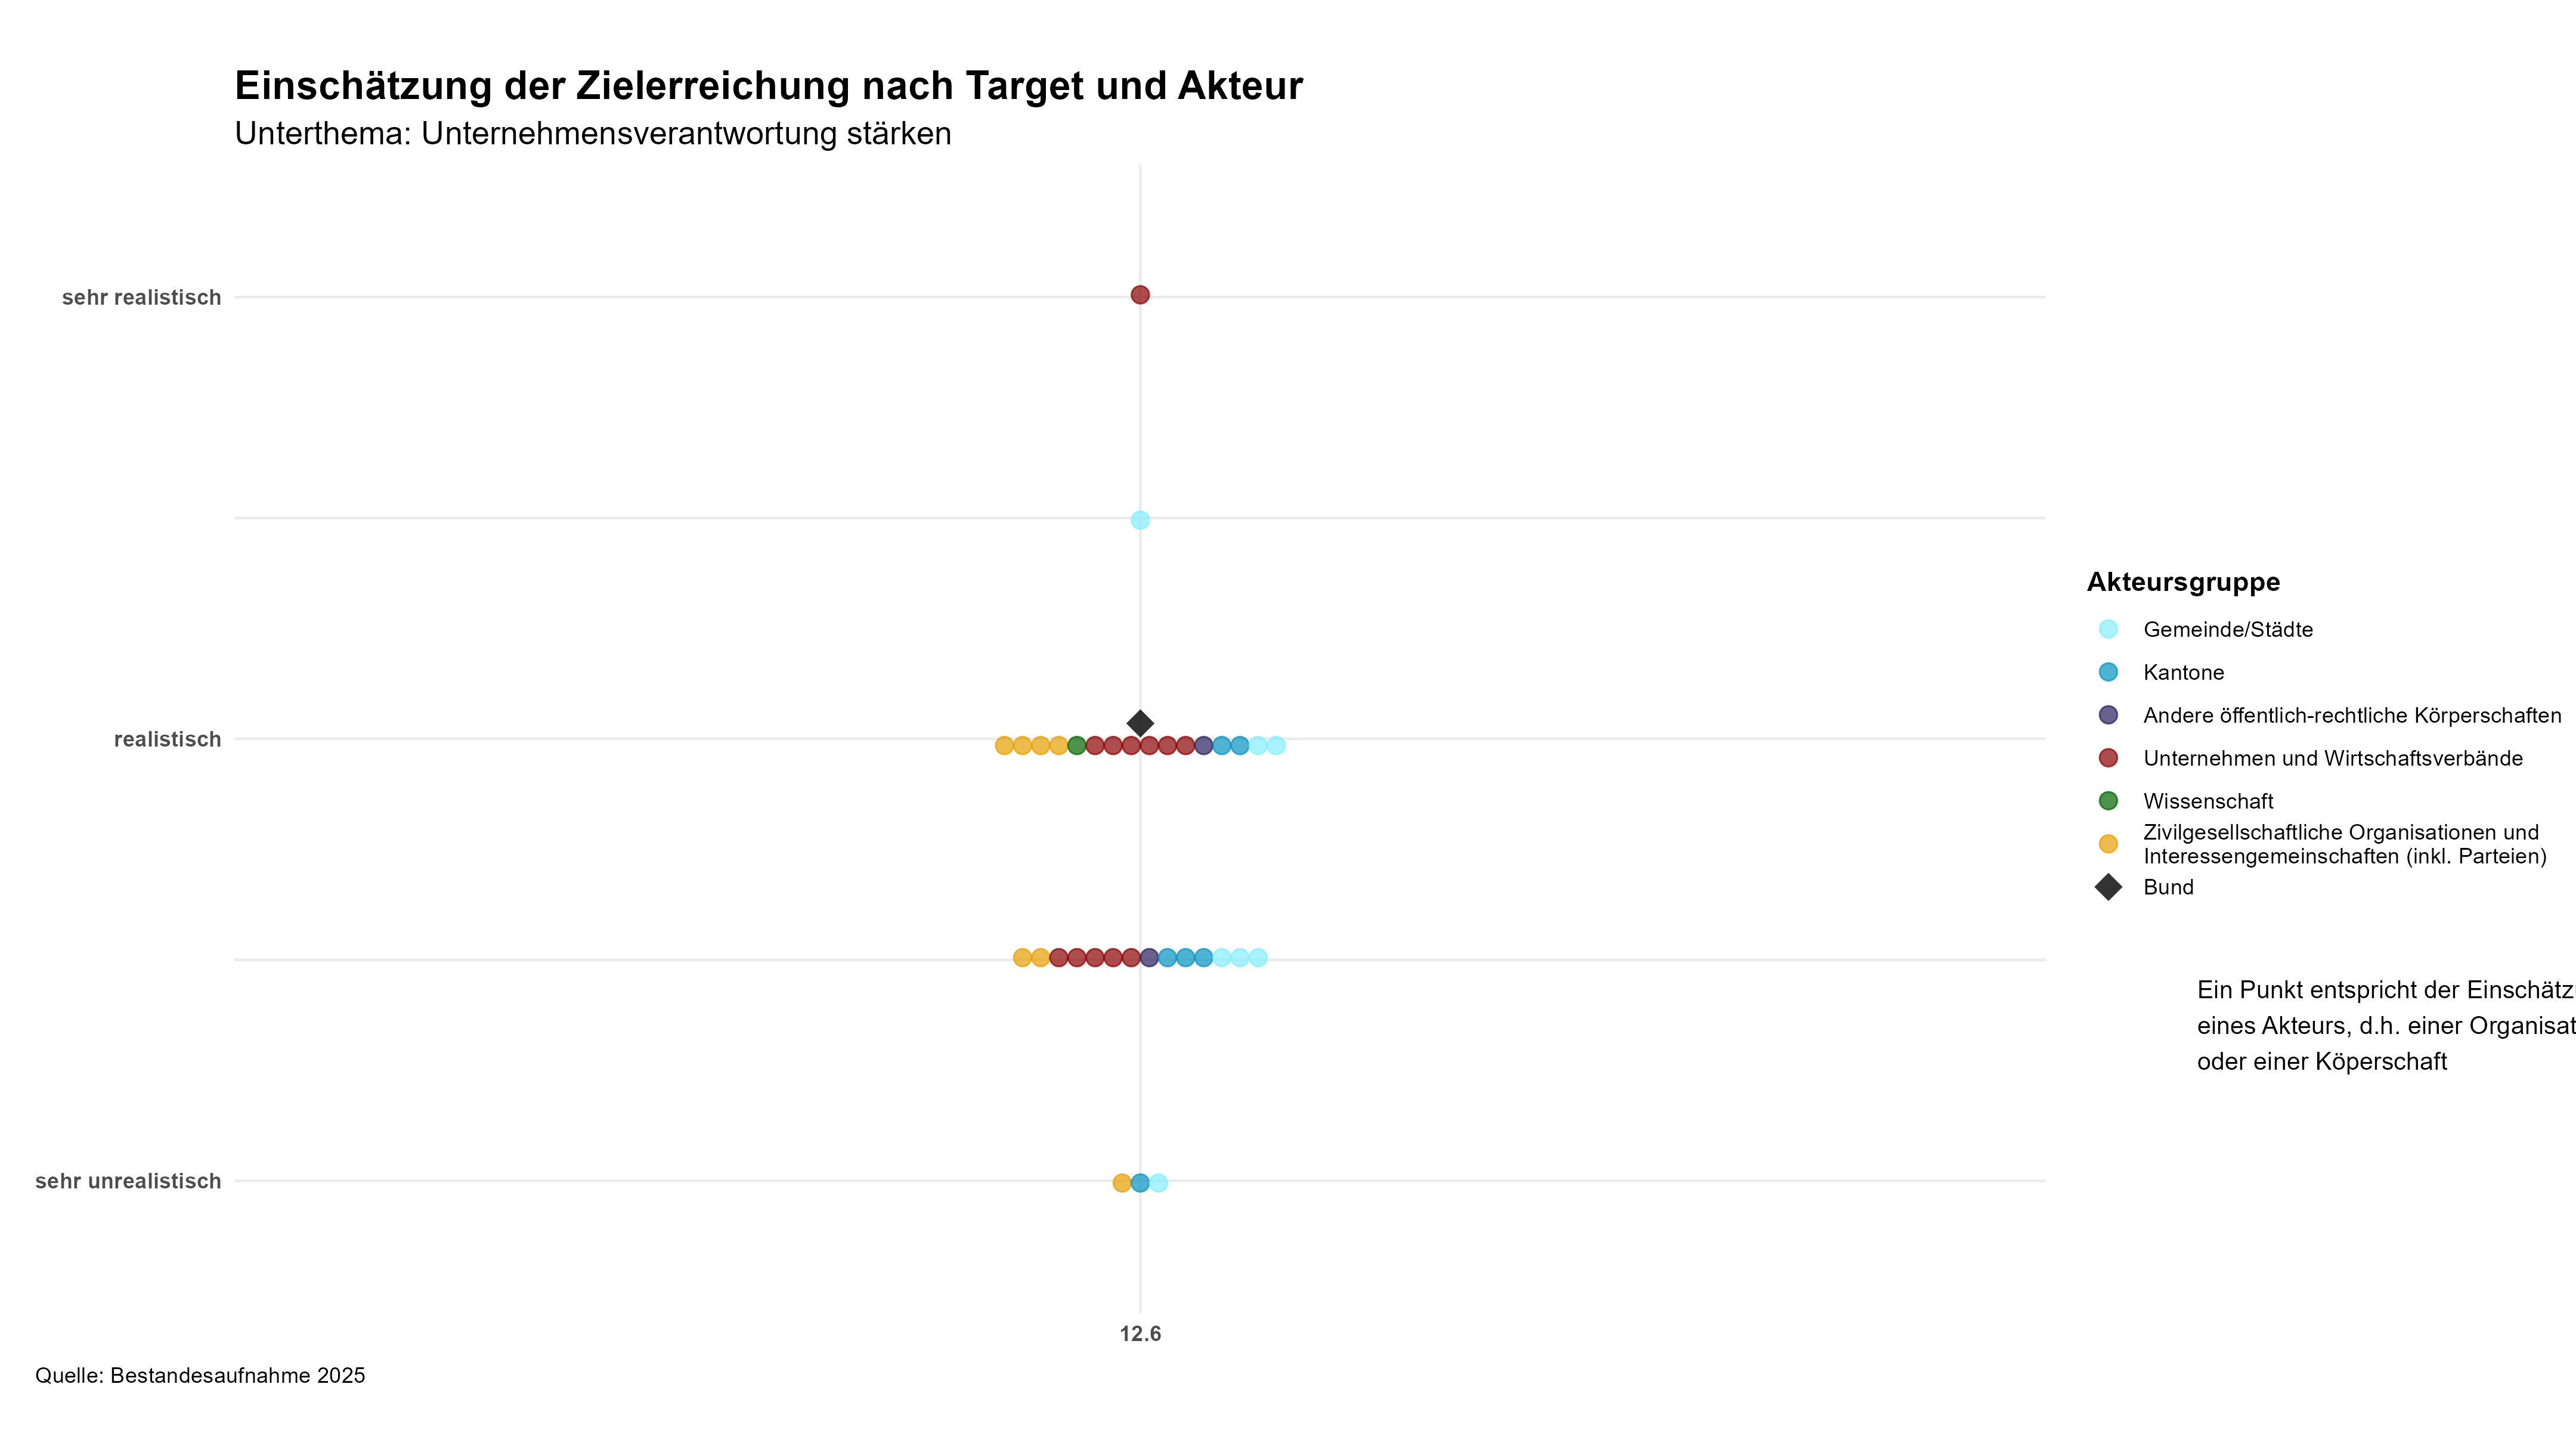 Einschätzung der Zielerreichung nach Target und Akteur
Unterthema: Unternehmensverantwortung stärken
sehr realistisch
realistisch
sehr unrealistisch
12.6
Akteursgruppe
Gemeinde/Städte
Kantone
Andere öffentlich-rechtliche Körperschaften
Unternehmen und Wirtschaftsverbände
Wissenschaft
Zivilgesellschaftliche Organisationen und
Interessengemeinschaften (inkl. Parteien)
Bund
Ein Punkt entspricht der
eines Akteurs, d.h. einer
oder einer Köperschaft
Quelle: Bestandesaufnahme 2025